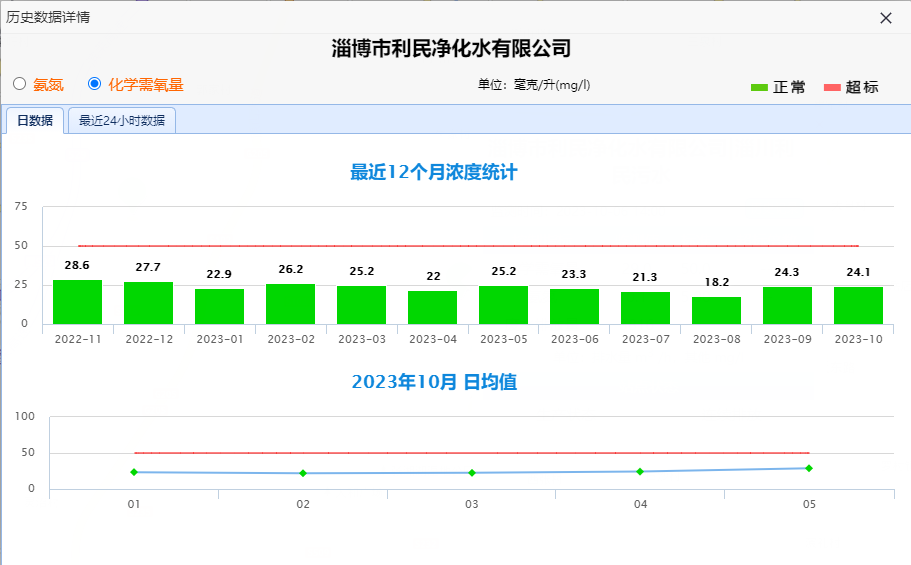 历史数据详情
淄博市利民净化水有限公司
氨氮 化学需氧量 单位：毫克/升(mg/l) 正常 超标
日数据 最近24小时数据
最近12个月浓度统计
75
50
28.6 27.7 22.9 26.2 25.2 22 25.2 23.3 21.3 18.2 24.3 24.1
25
0
2022-11 2022-12 2023-01 2023-02 2023-03 2023-04 2023-05 2023-06 2023-07 2023-08 2023-09 2023-10
2023年10月 日均值
100
50
0
01 02 03 04 05